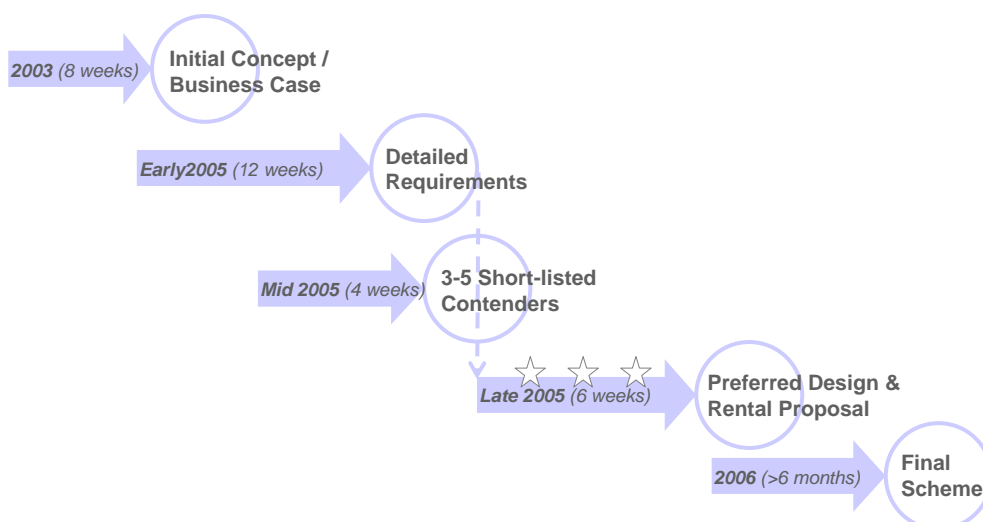 2003 (8 weeks)
Initial Concept /
Business Case
Early2005 (12 weeks)
Detailed
Requirements
Mid 2005 (4 weeks)
3-5 Short-listed
Contenders
Late 2005 (6 weeks)
Preferred Design &
Rental Proposal
2006 (>6 months)
Final
Scheme